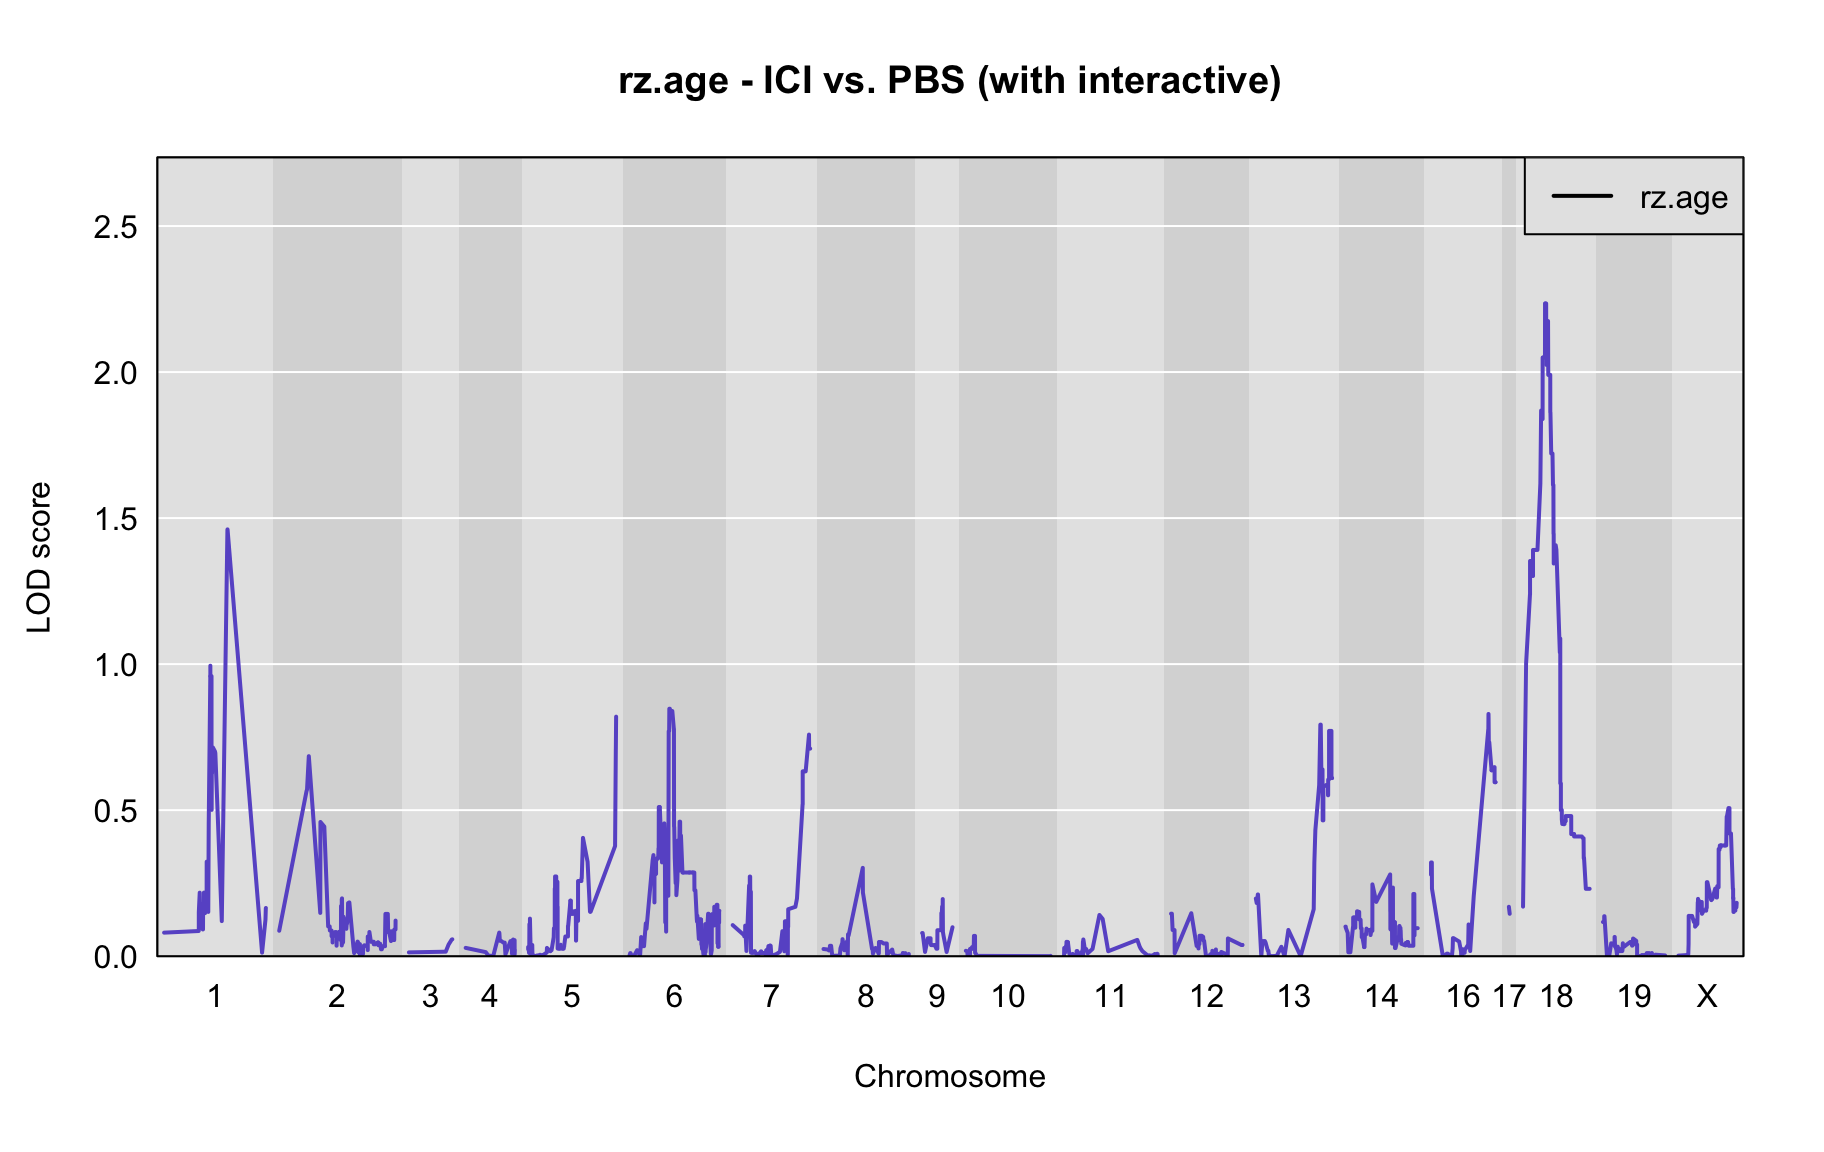 rz.age - ICI vs. PBS (with interactive)
rz.age
2.5
2.0
1.5
1.0
0.5
0.0
LOD score
1 2 3 4 5 6 7 8 9 10 11 12 13 14 16 17 18 19 X
Chromosome